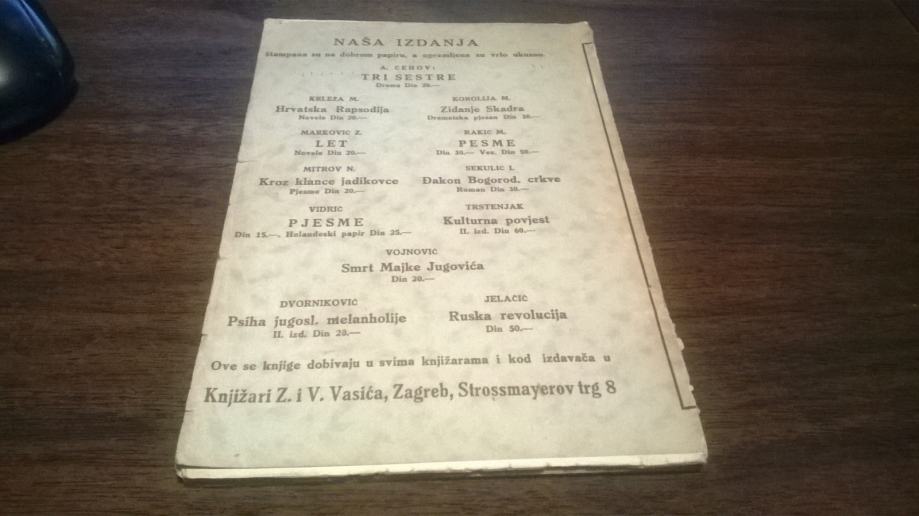 NAŠA IZDANJA
štampana su na dobrom papiru, a opremljena su vrlo ukusno.
A. ČEHOV:
TRI SESTRE
Drama Din 20.—
KRLEŽA M.
Hrvatska Rapsodija
Novele Din 20.—
KOROLIJA M.
Zidanje Skadra
Dramatska pjesan Din 30.—
MARKOVIĆ Z.
LET
Novele Din 20.—
RAKIĆ M.
PESME
Din 30.— Vez. Din 50.—
MITROV N.
Kroz klance jadikovce
Pjesme Din 20.—
SEKULIĆ I.
Đakon Bogorod. crkve
Roman Din 30.—
VIDRIĆ
PJESME
Din 15.—. Holandeski papir Din 25.—
TRSTENJAK
Kulturna povjest
II. izd. Din 60.—
VOJNOVIĆ
Smrt Majke Jugovića
Din 20.—
DVORNIKOVIĆ
Psiha jugosl. melanholije
II. izd. Din 20.—
JELAČIĆ
Ruska revolucija
Din 50.—
Ove se knjige dobivaju u svima knjižarama i kod izdavača u
Knjižari Z. i V. Vasića, Zagreb, Strossmayerov trg 8